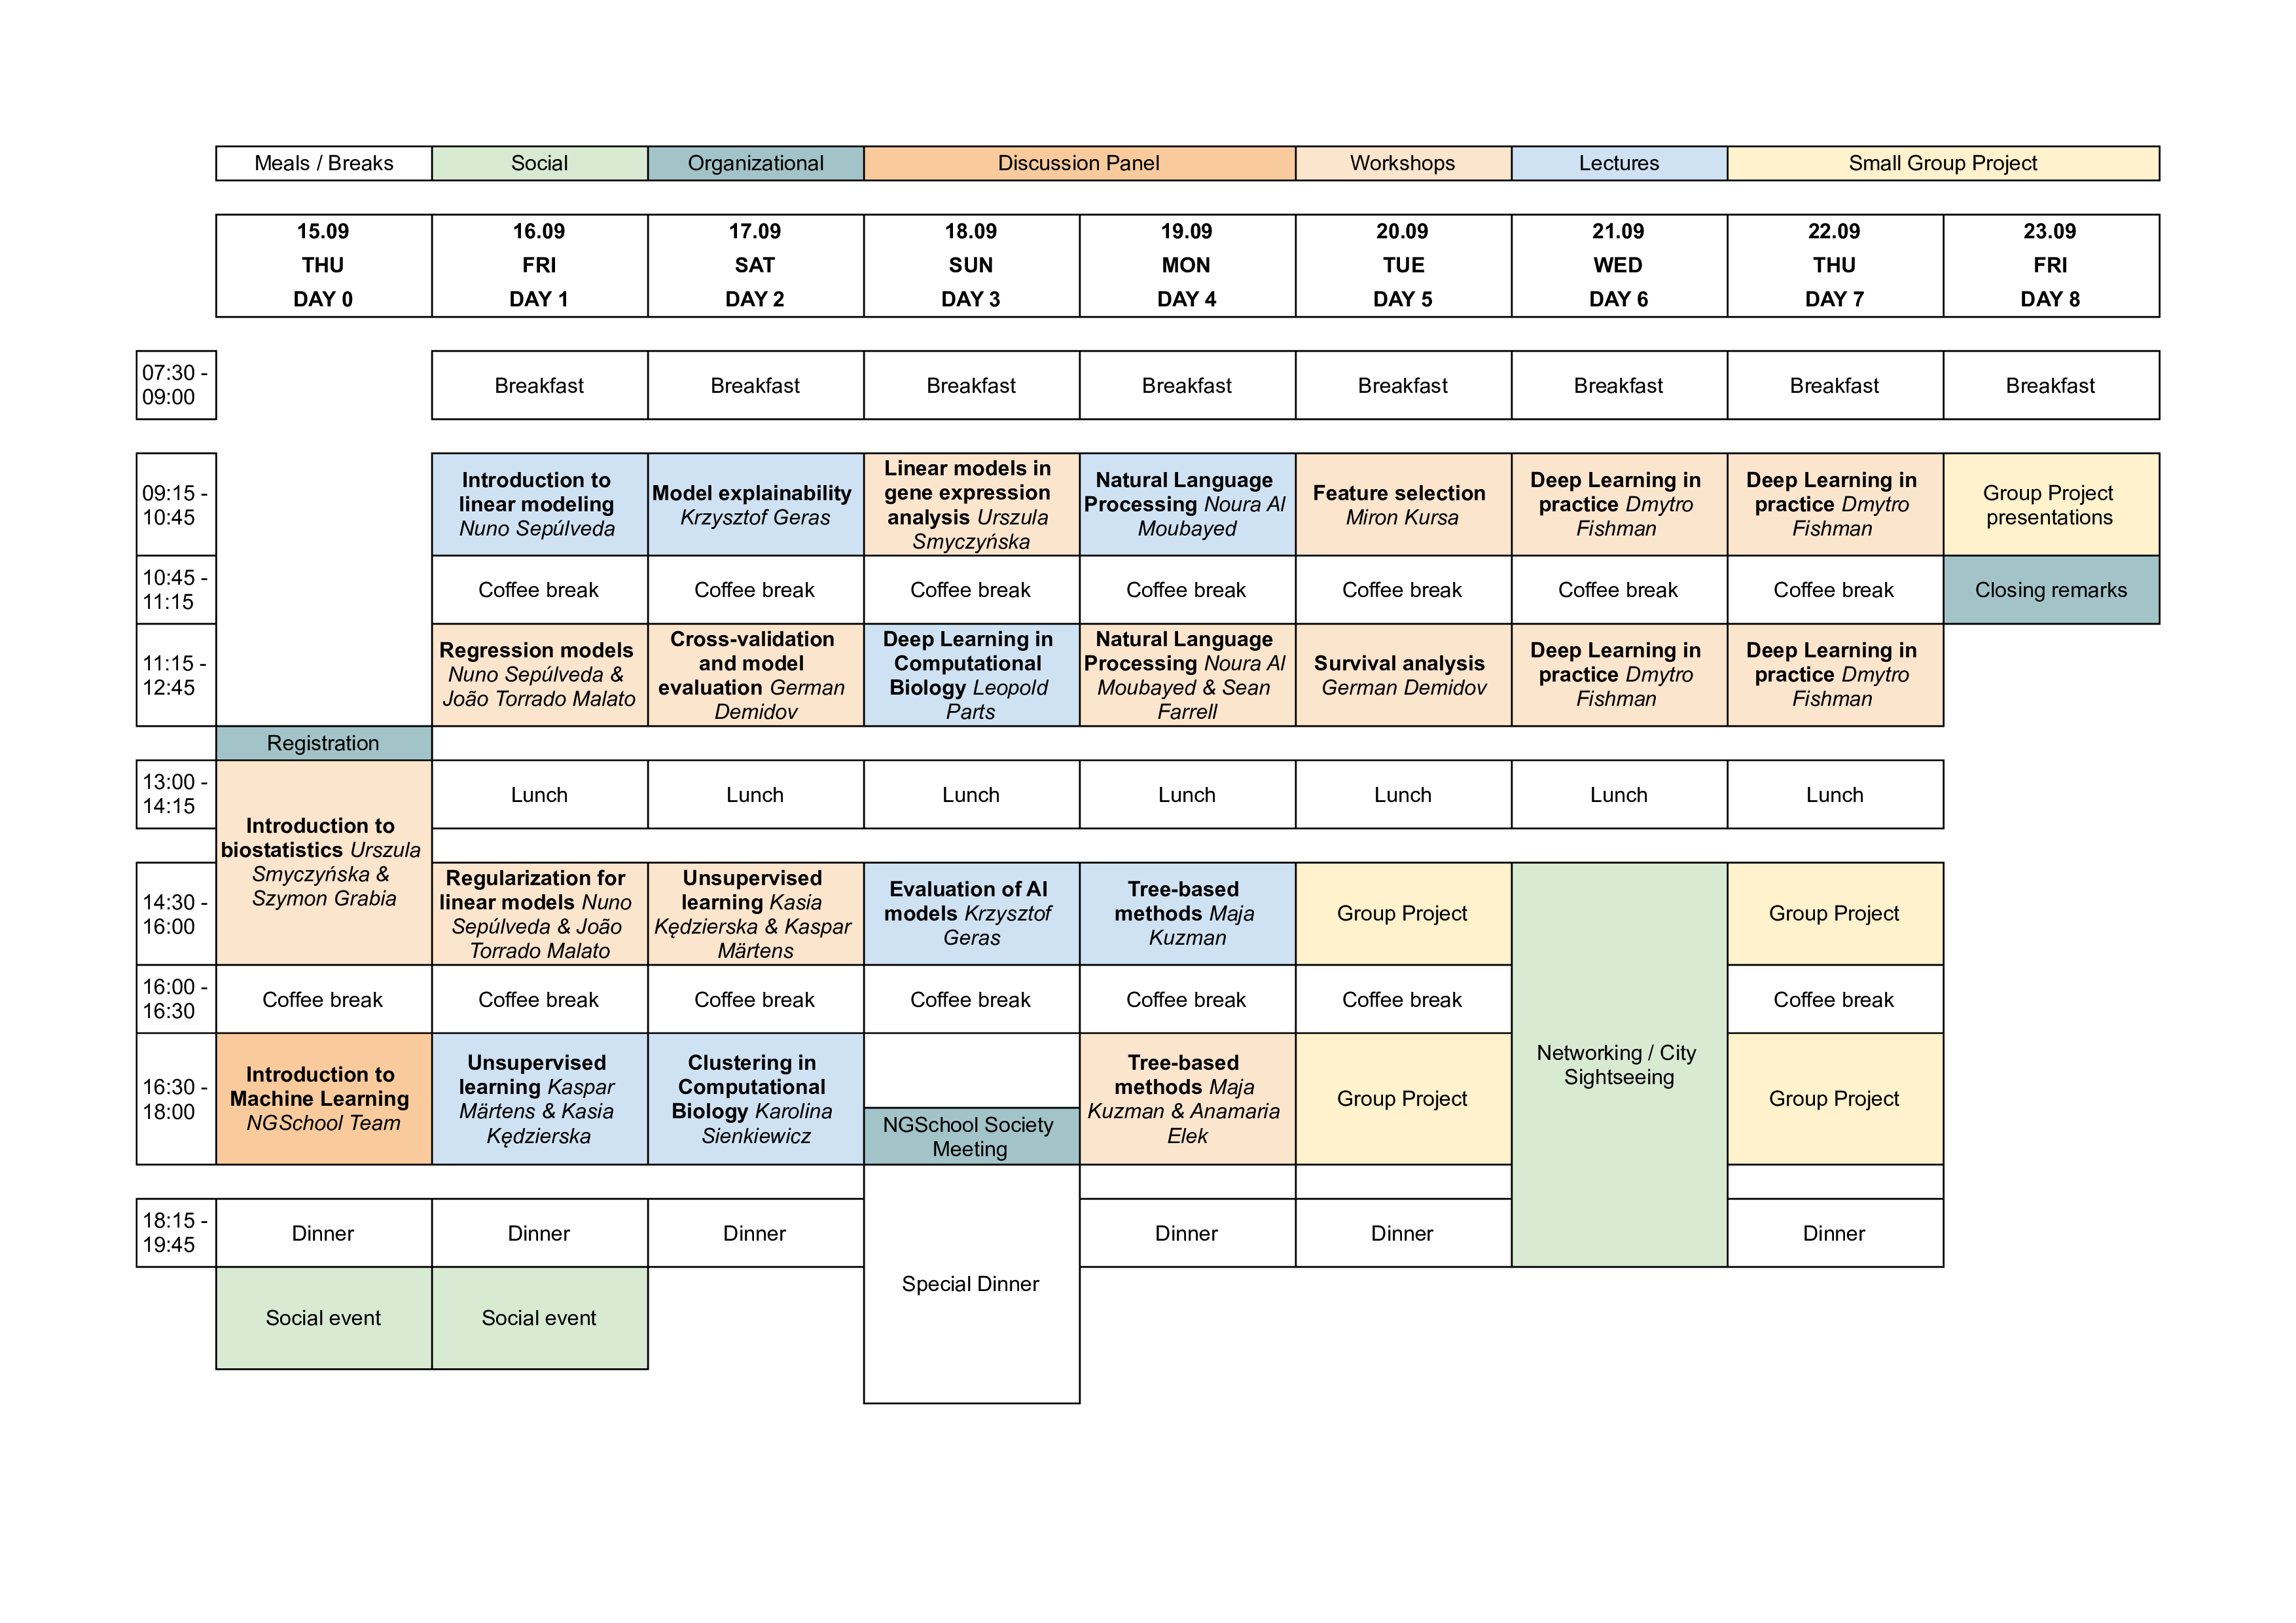 Meals / Breaks Social Organizational Discussion Panel Workshops Lectures Small Group Project
15.09 16.09 17.09 18.09 19.09 20.09 21.09 22.09 23.09
THU FRI SAT SUN MON TUE WED THU FRI
DAY 0 DAY 1 DAY 2 DAY 3 DAY 4 DAY 5 DAY 6 DAY 7 DAY 8
07:30 -
09:00
Breakfast Breakfast Breakfast Breakfast Breakfast Breakfast Breakfast Breakfast
09:15 -
10:45
Introduction to
linear modeling
Nuno Sepúlveda
Model explainability
Krzysztof Geras
Linear models in
gene expression
analysis Urszula
Smyczyńska
Natural Language
Processing Noura Al
Moubayed
Feature selection
Miron Kursa
Deep Learning in
practice Dmytro
Fishman
Deep Learning in
practice Dmytro
Fishman
Group Project
presentations
10:45 -
11:15
Coffee break Coffee break Coffee break Coffee break Coffee break Coffee break Coffee break Closing remarks
11:15 -
12:45
Regression models
Nuno Sepúlveda &
João Torrado Malato
Cross-validation
and model
evaluation German
Demidov
Deep Learning in
Computational
Biology Leopold
Parts
Natural Language
Processing Noura Al
Moubayed & Sean
Farrell
Survival analysis
German Demidov
Deep Learning in
practice Dmytro
Fishman
Deep Learning in
practice Dmytro
Fishman
Registration
13:00 -
14:15
Introduction to
biostatistics Urszula
Smyczyńska &
Szymon Grabia
Lunch Lunch Lunch Lunch Lunch Lunch Lunch
14:30 -
16:00
Regularization for
linear models Nuno
Sepúlveda & João
Torrado Malato
Unsupervised
learning Kasia
Kędzierska & Kaspar
Märtens
Evaluation of AI
models Krzysztof
Geras
Tree-based
methods Maja
Kuzman
Group Project
Networking / City
Sightseeing
Group Project
16:00 -
16:30
Coffee break Coffee break Coffee break Coffee break Coffee break Coffee break Coffee break
16:30 -
18:00
Introduction to
Machine Learning
NGSchool Team
Unsupervised
learning Kaspar
Märtens & Kasia
Kędzierska
Clustering in
Computational
Biology Karolina
Sienkiewicz
NGSchool Society
Meeting
Tree-based
methods Maja
Kuzman & Anamaria
Elek
Group Project
Group Project
18:15 -
19:45
Dinner Dinner Dinner Special Dinner Dinner Dinner Dinner
Social event Social event